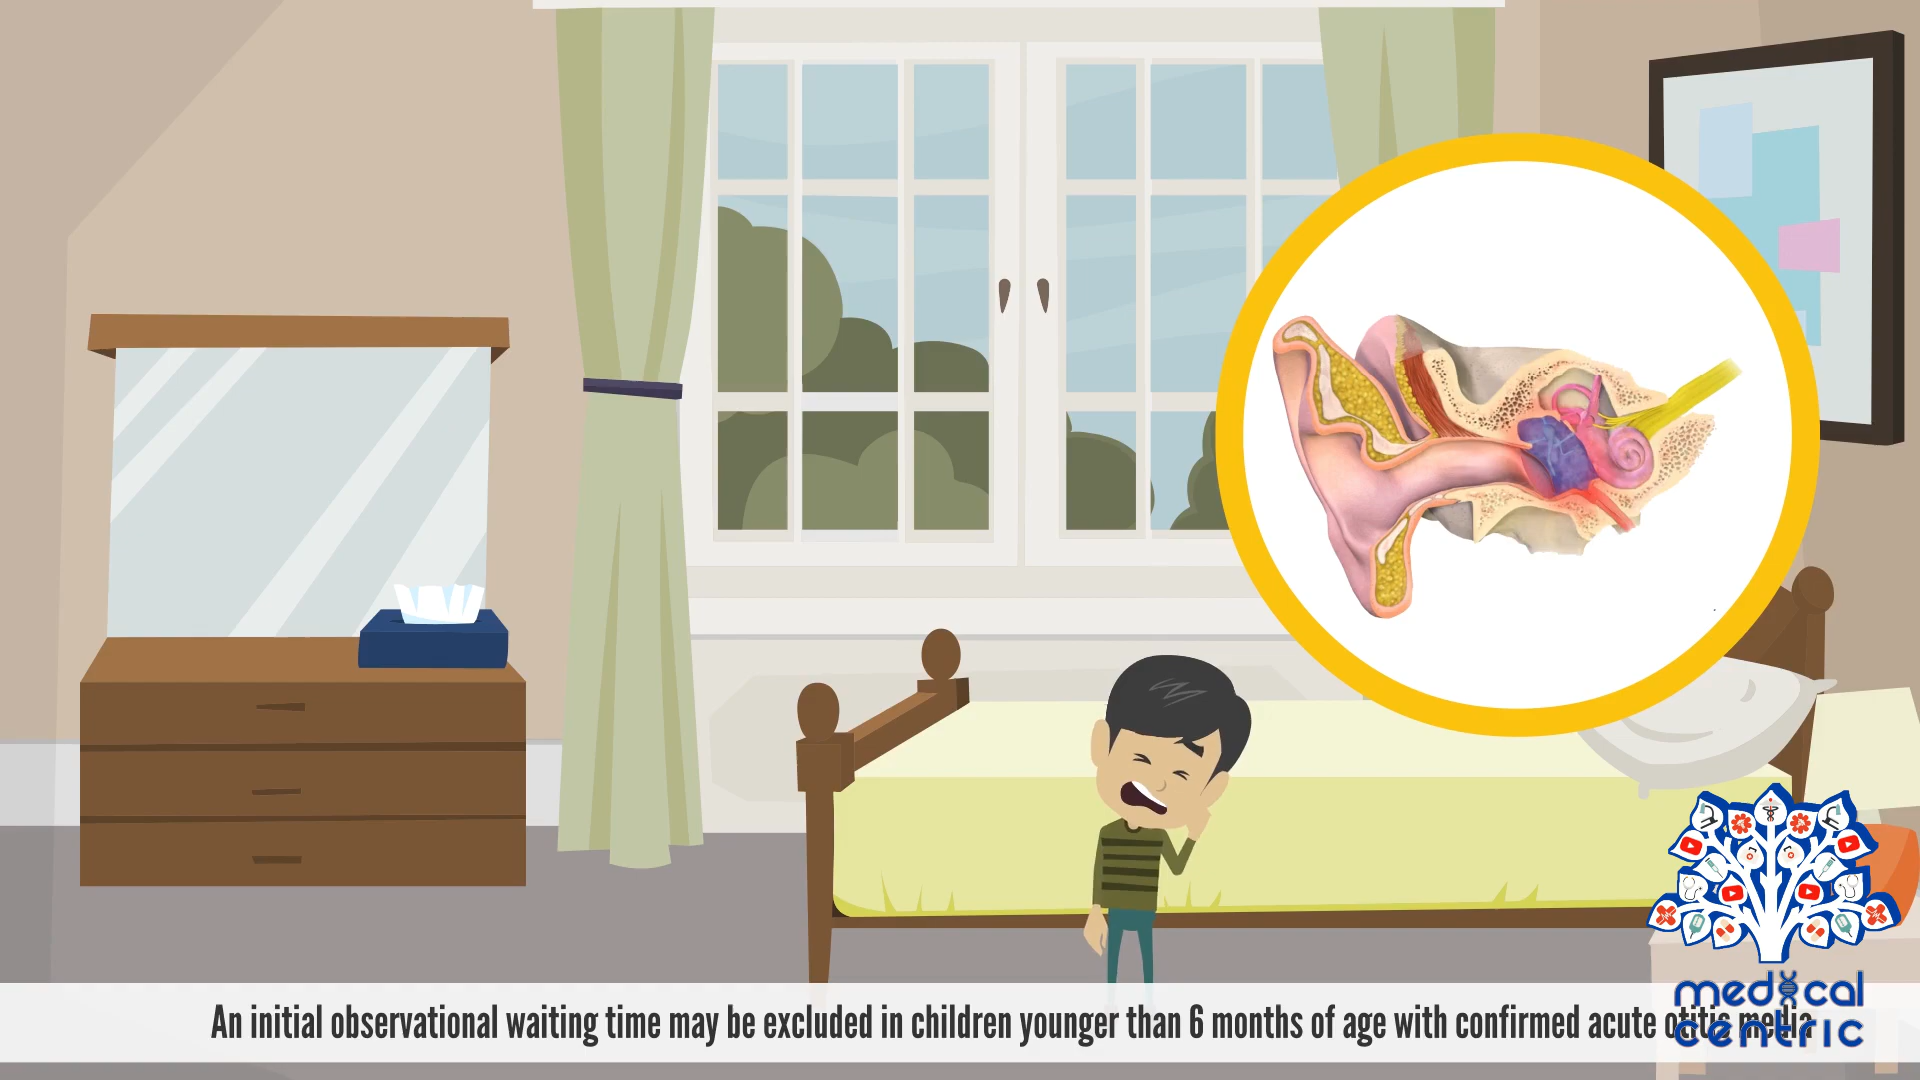 An initial observational waiting time may be excluded in children younger than 6 months of age with confirmed acute otitis media
medical
centric